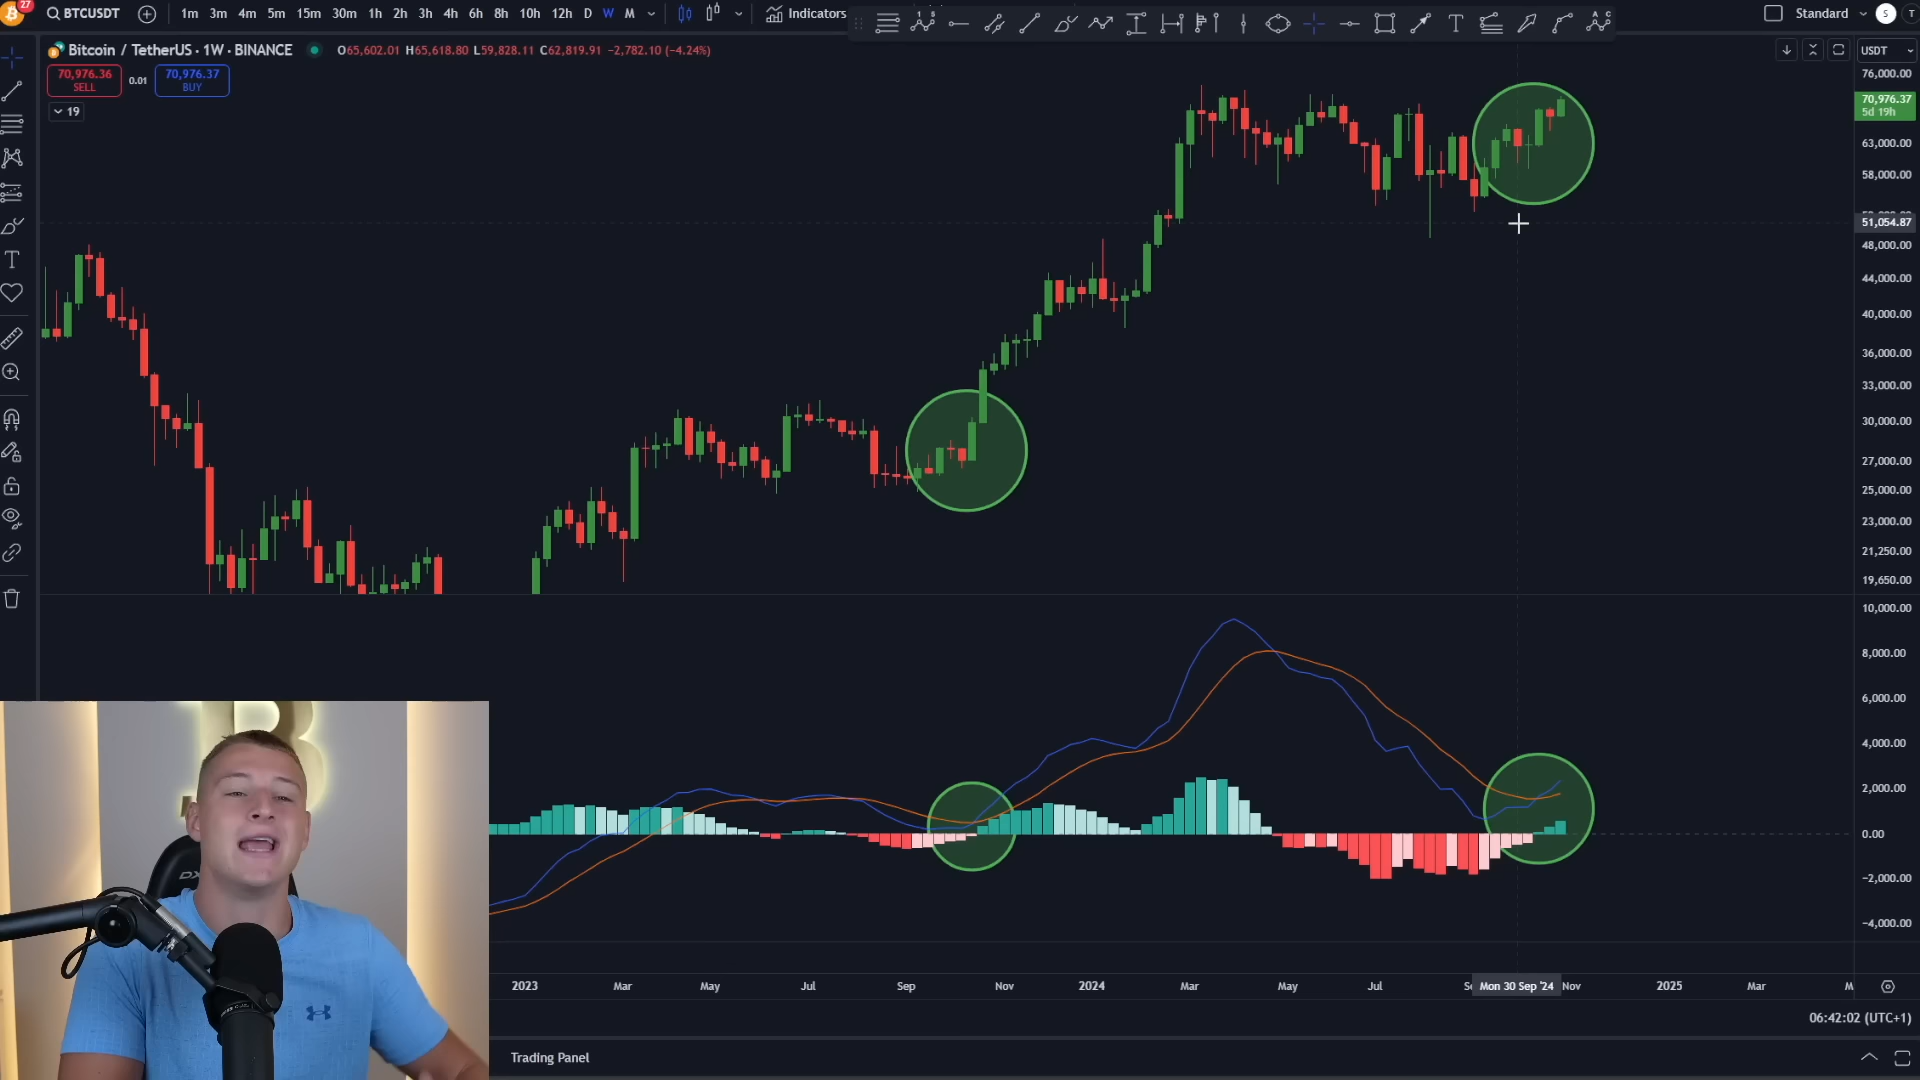 27
BTCUSDT
1m 3m 4m 5m 15m 30m 1h 2h 3h 4h 6h 8h 10h 12h D W M
Indicators
Standard
S
T
Bitcoin / TetherUS · 1W · BINANCE
O65,602.01 H65,618.80 L59,828.11 C62,819.91 −2,782.10 (−4.24%)
USDT
70,976.36
SELL
0.01
70,976.37
BUY
19
76,000.00
70,976.37
5d 19h
63,000.00
58,000.00
51,054.87
48,000.00
44,000.00
40,000.00
36,000.00
33,000.00
30,000.00
27,000.00
25,000.00
23,000.00
21,250.00
19,650.00
10,000.00
8,000.00
6,000.00
4,000.00
2,000.00
0.00
−2,000.00
−4,000.00
2023 Mar May Jul Sep Nov 2024 Mar May Jul Mon 30 Sep '24 Nov 2025 Mar M
06:42:02 (UTC+1)
Trading Panel